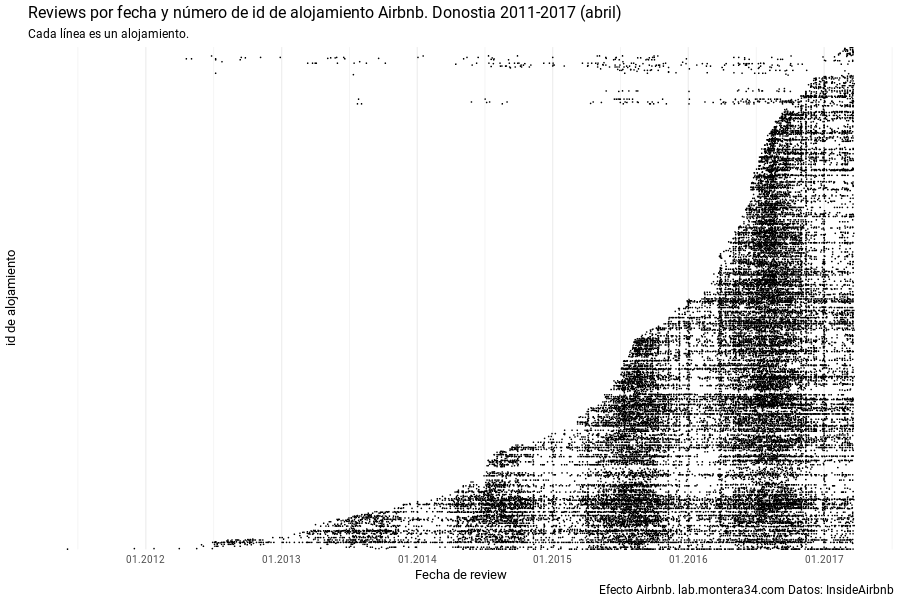 Reviews por fecha y número de id de alojamiento Airbnb. Donostia 2011-2017 (abril)
Cada línea es un alojamiento.
id de alojamiento
01.2012 01.2013 01.2014 01.2015 01.2016 01.2017
Fecha de review
Efecto Airbnb. lab.montera34.com Datos: InsideAirbnb